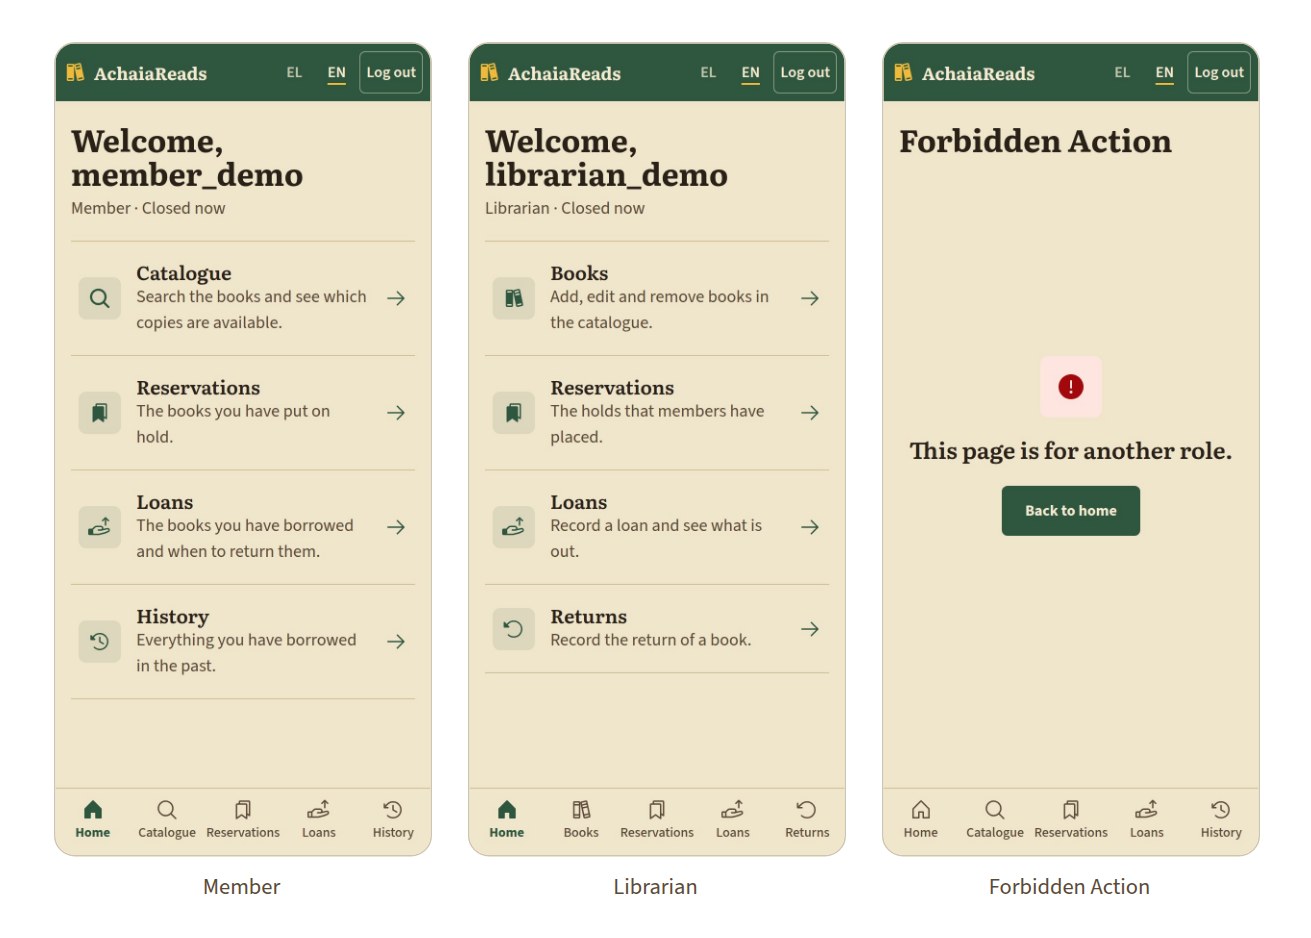 AchaiaReads
EL
EN
Log out
Welcome,
member_demo
Member · Closed now
Catalogue
Search the books and see which
copies are available.
Reservations
The books you have put on
hold.
Loans
The books you have borrowed
and when to return them.
History
Everything you have borrowed
in the past.
Home
Catalogue
Reservations
Loans
History
Member
AchaiaReads
EL
EN
Log out
Welcome,
librarian_demo
Librarian · Closed now
Books
Add, edit and remove books in
the catalogue.
Reservations
The holds that members have
placed.
Loans
Record a loan and see what is
out.
Returns
Record the return of a book.
Home
Books
Reservations
Loans
Returns
Librarian
AchaiaReads
EL
EN
Log out
Forbidden Action
This page is for another role.
Back to home
Home
Catalogue
Reservations
Loans
History
Forbidden Action